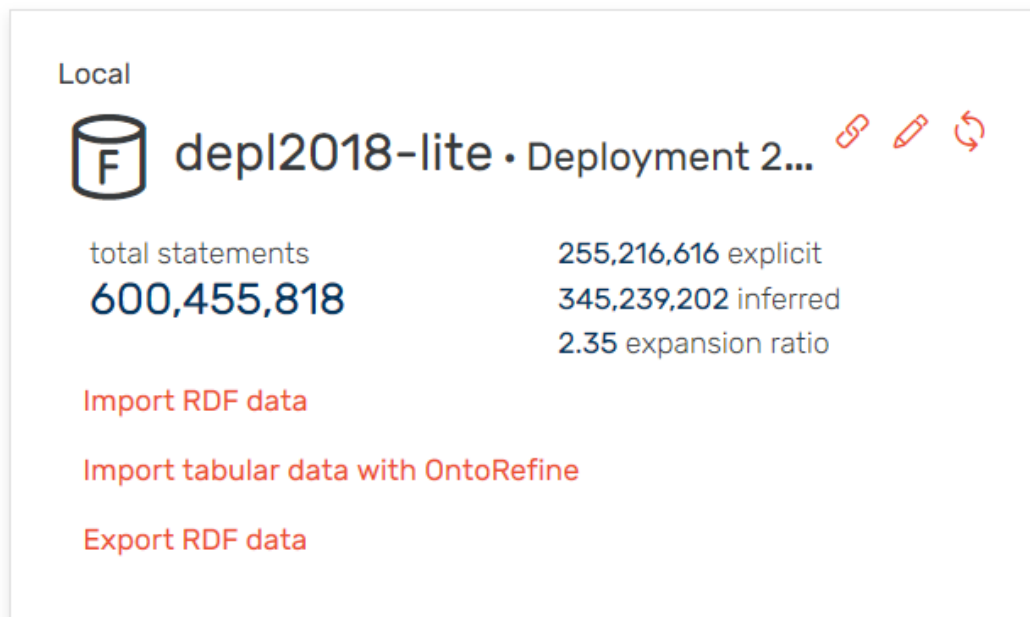 Local
F
depl2018-lite · Deployment 2...
total statements
600,455,818
255,216,616 explicit
345,239,202 inferred
2.35 expansion ratio
Import RDF data
Import tabular data with OntoRefine
Export RDF data